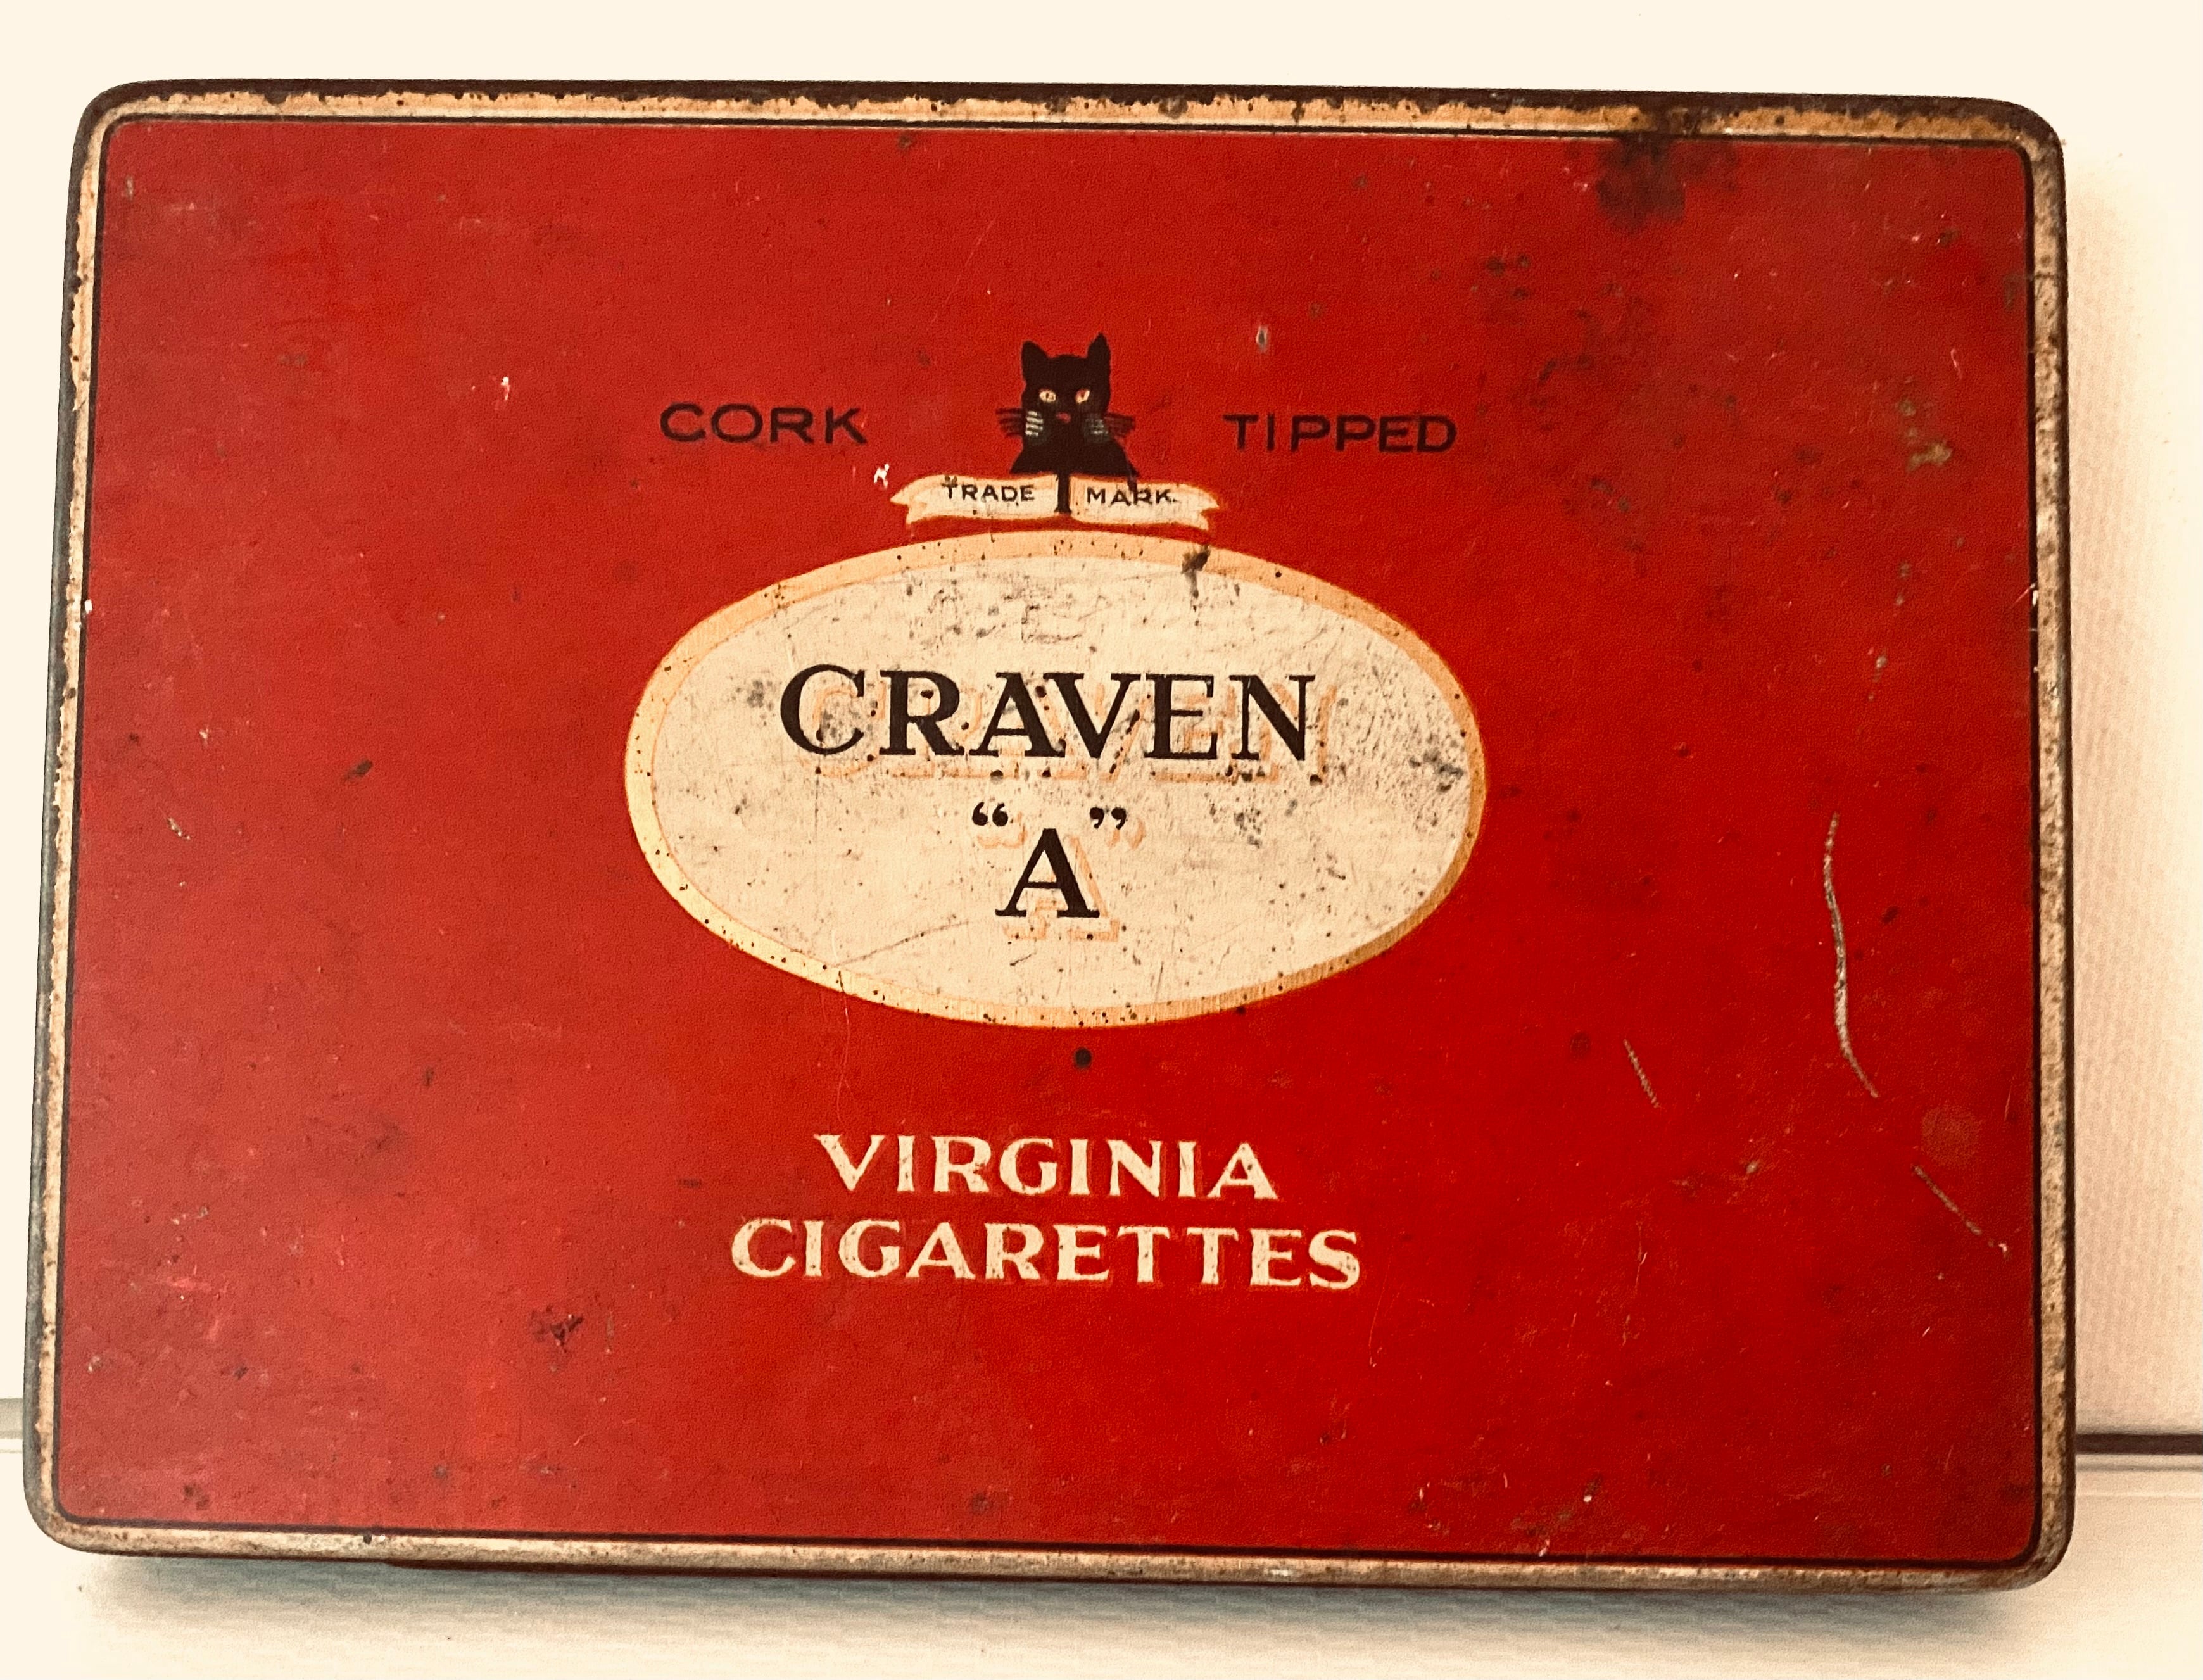 CORK TIPPED
TRADE MARK
CRAVEN
“A”
VIRGINIA
CIGARETTES